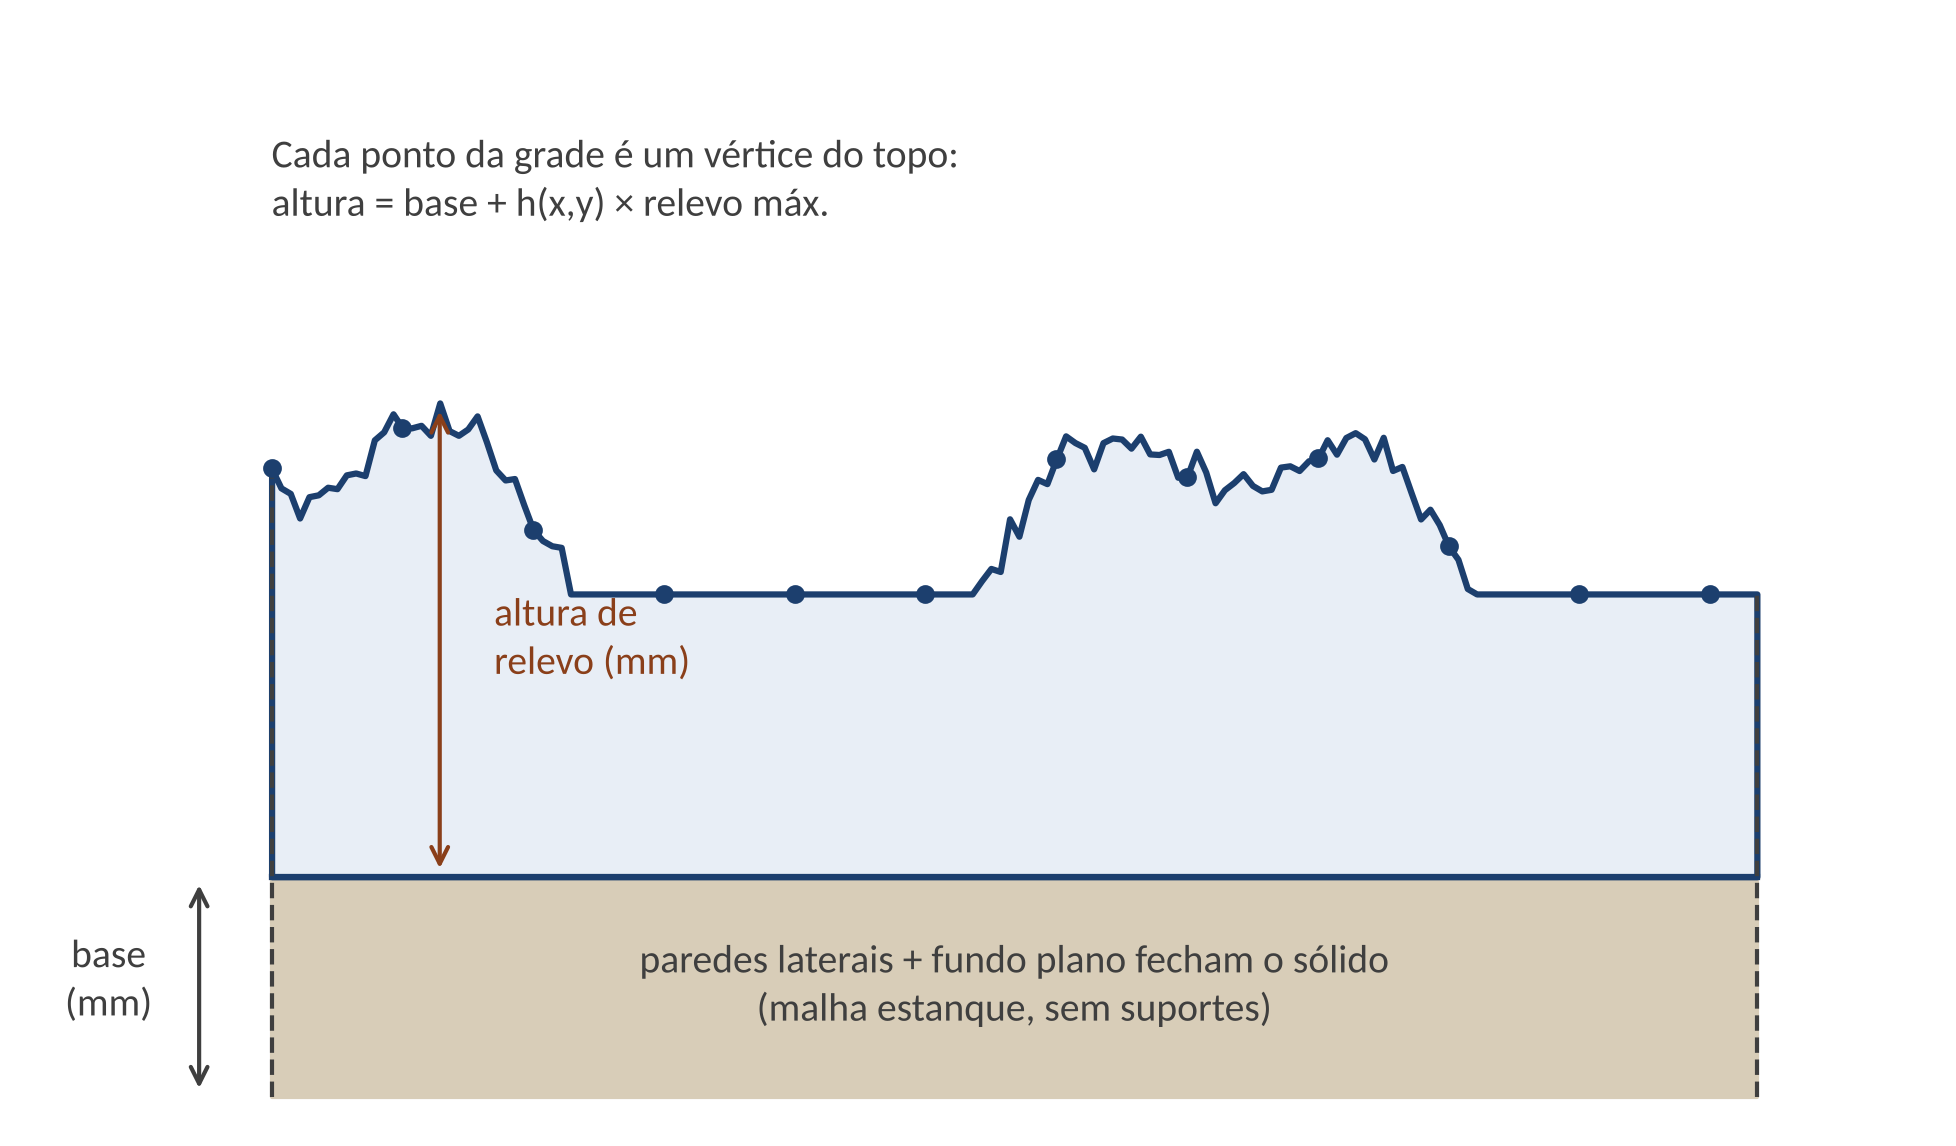 Cada ponto da grade é um vértice do topo:
altura = base + h(x,y) × relevo máx.
altura de
relevo (mm)
base
(mm)
paredes laterais + fundo plano fecham o sólido
(malha estanque, sem suportes)